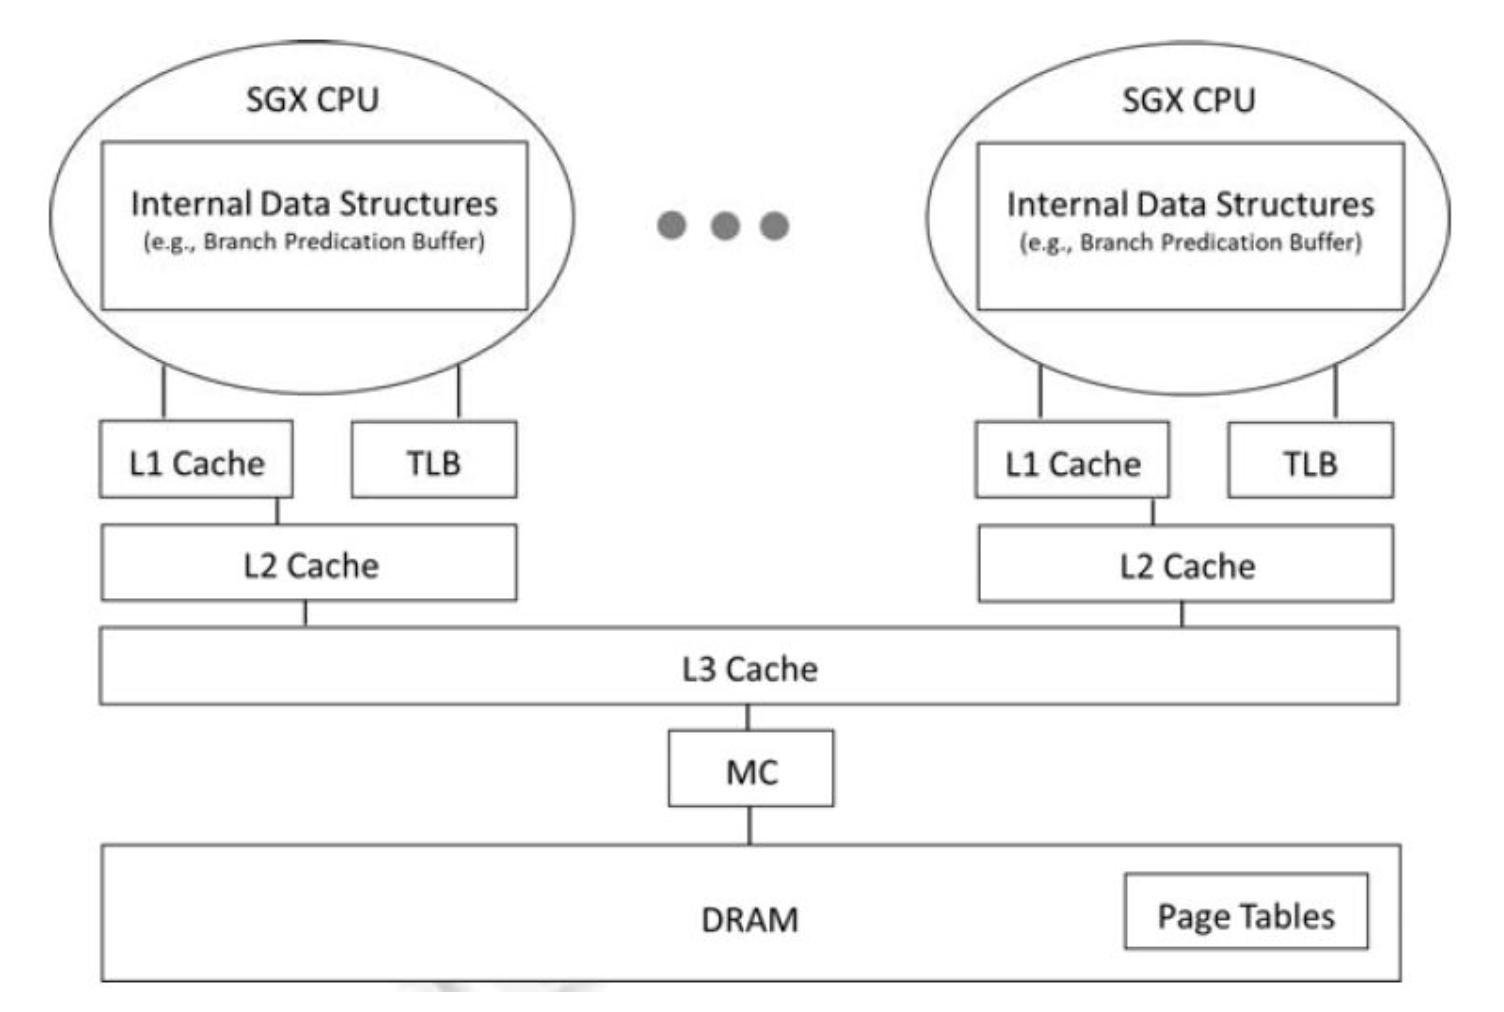 SGX CPU
Internal Data Structures
(e.g., Branch Predication Buffer)
L1 Cache
TLB
L2 Cache
SGX CPU
Internal Data Structures
(e.g., Branch Predication Buffer)
L1 Cache
TLB
L2 Cache
L3 Cache
MC
DRAM
Page Tables